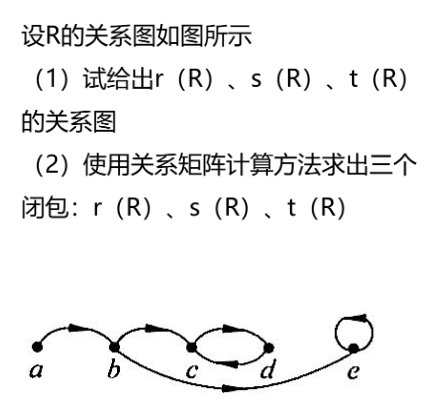 设R的关系图如图所示
（1）试给出r（R）、s（R）、t（R）
的关系图
（2）使用关系矩阵计算方法求出三个
闭包：r（R）、s（R）、t（R）
a b c d e